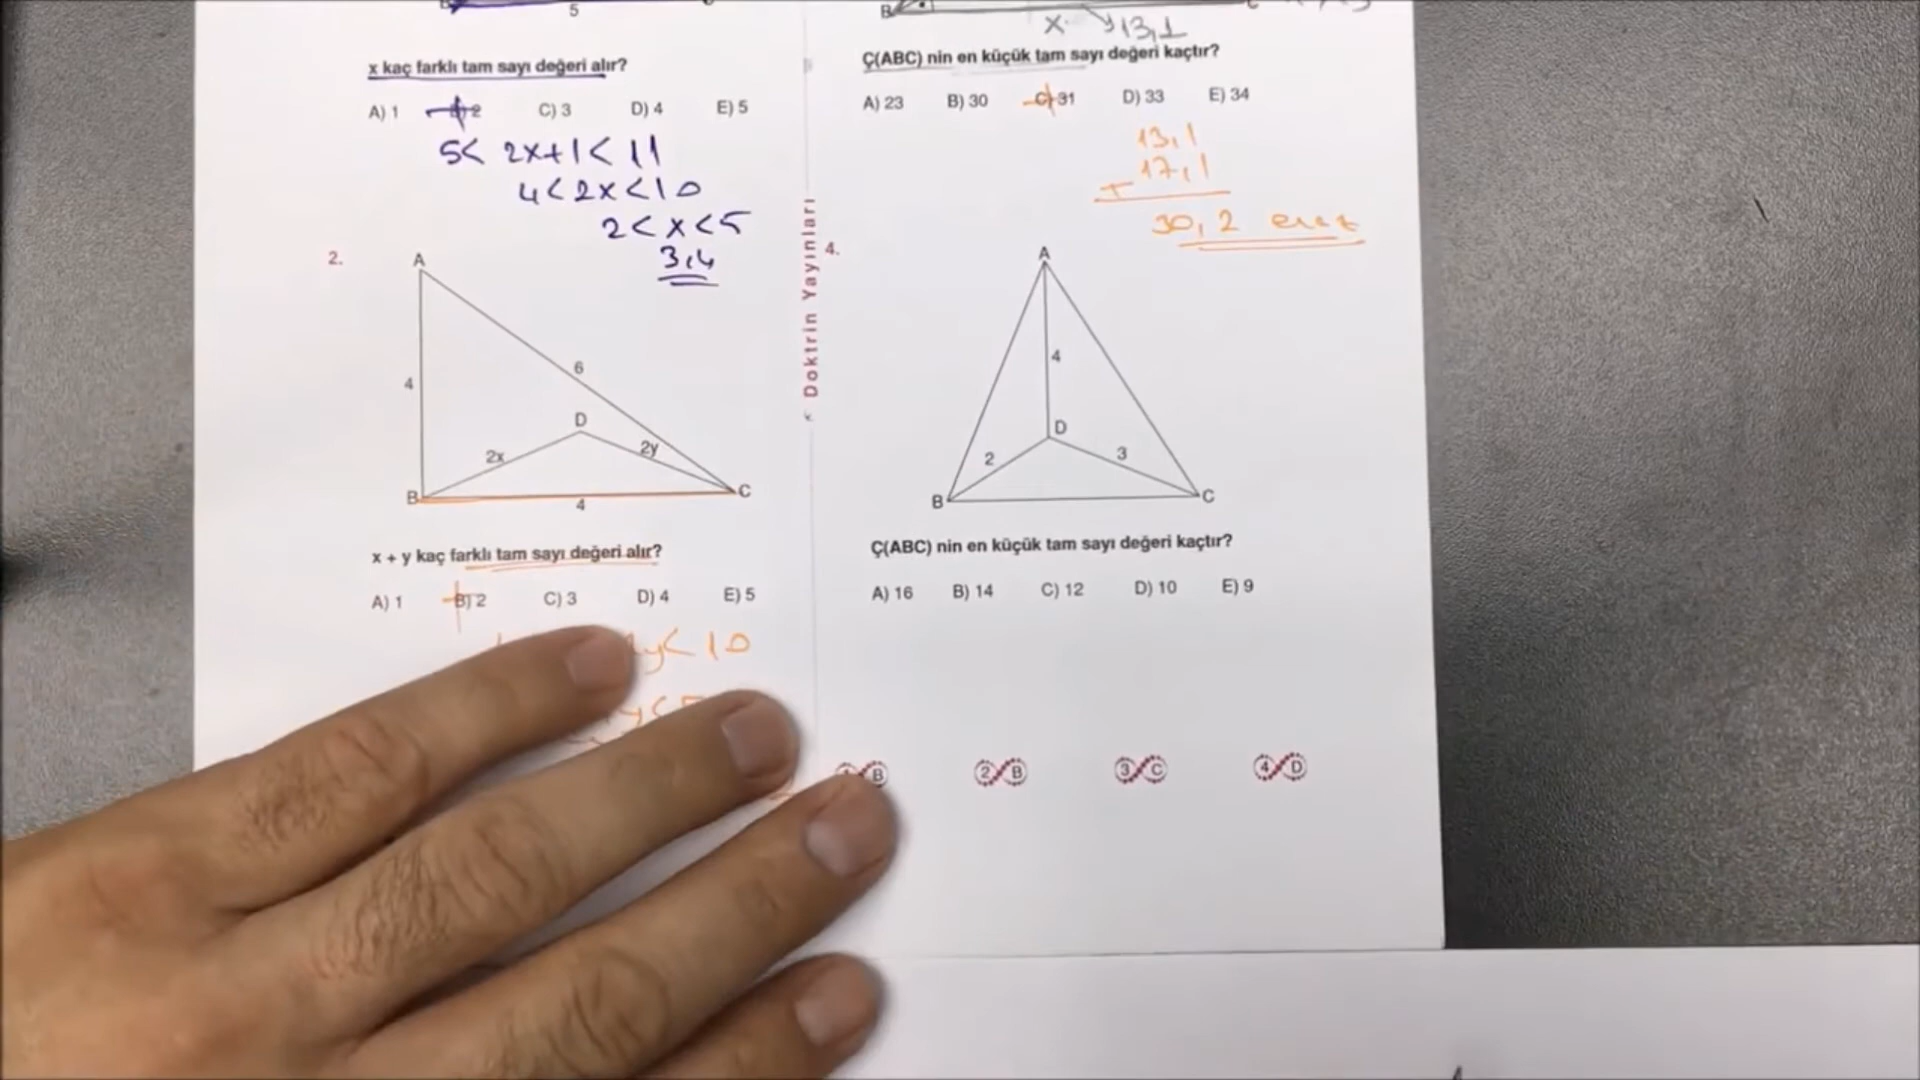 5
x 13,1
x kaç farklı tam sayı değeri alır?
A) 1 B) 2 C) 3 D) 4 E) 5
5< 2x+1< 11
4<2x<10
2<x<5
3,4
2.
A
4
6
D
2x
2y
B
C
4
x + y kaç farklı tam sayı değeri alır?
A) 1 B) 2 C) 3 D) 4 E) 5
y< 10
y<5
Doktrin Yayınları
B
Ç(ABC) nin en küçük tam sayı değeri kaçtır?
A) 23 B) 30 C) 31 D) 33 E) 34
13,1
17,1
+
30,2
4.
A
4
D
2
3
B
C
Ç(ABC) nin en küçük tam sayı değeri kaçtır?
A) 16 B) 14 C) 12 D) 10 E) 9
B 2 B 3 C 4 D